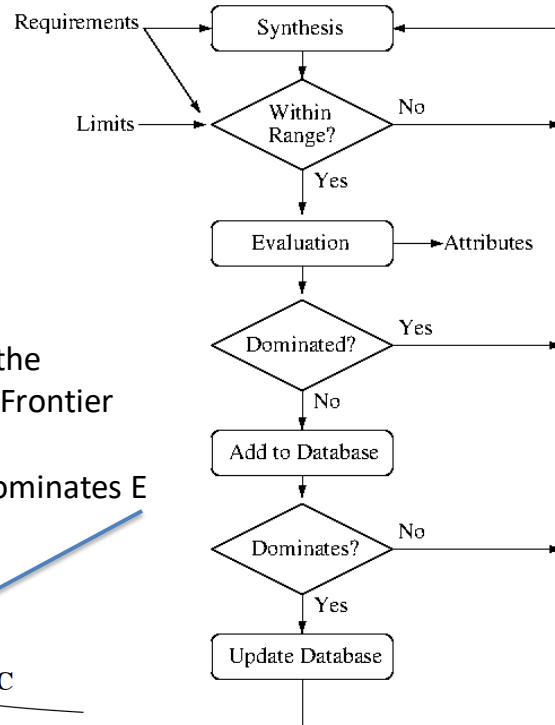 Requirements
Synthesis
Limits
Within
Range?
No
Yes
Evaluation
Attributes
Dominated?
Yes
No
Add to Database
Dominates?
No
Yes
Update Database
the
Frontier
ominates E
C